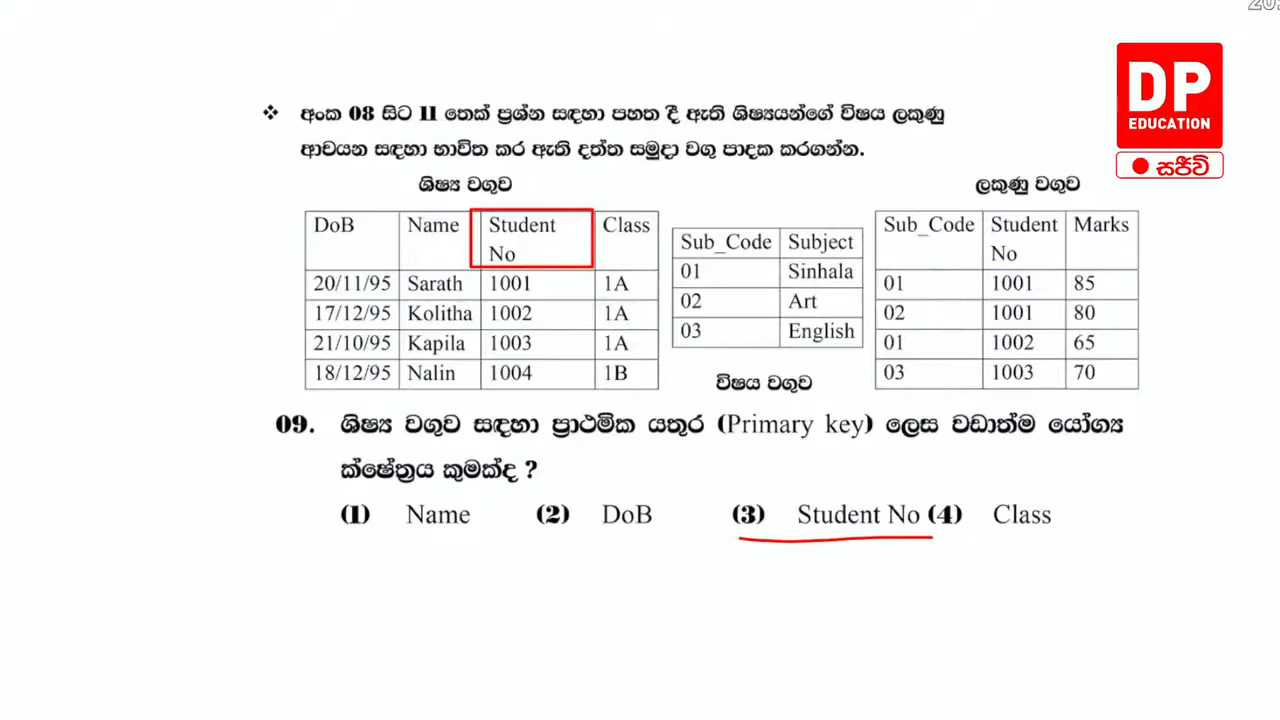 20
DP
EDUCATION
සජීවි
❖ අංක 08 සිට 11 තෙක් ප්‍රශ්න සඳහා පහත දී ඇති ශිෂ්‍යයන්ගේ විෂය ලකුණු
ආචයන සඳහා භාවිත කර ඇති දත්ත සමුදා වගු පාදක කරගන්න.
ශිෂ්‍ය වගුව
DoB Name Student No Class
20/11/95 Sarath 1001 1A
17/12/95 Kolitha 1002 1A
21/10/95 Kapila 1003 1A
18/12/95 Nalin 1004 1B
Sub_Code Subject
01 Sinhala
02 Art
03 English
විෂය වගුව
ලකුණු වගුව
Sub_Code Student No Marks
01 1001 85
02 1001 80
01 1002 65
03 1003 70
09. ශිෂ්‍ය වගුව සඳහා ප්‍රාථමික යතුර (Primary key) ලෙස වඩාත්ම යෝග්‍ය
ක්ෂේත්‍රය කුමක්ද ?
(1) Name (2) DoB (3) Student No (4) Class